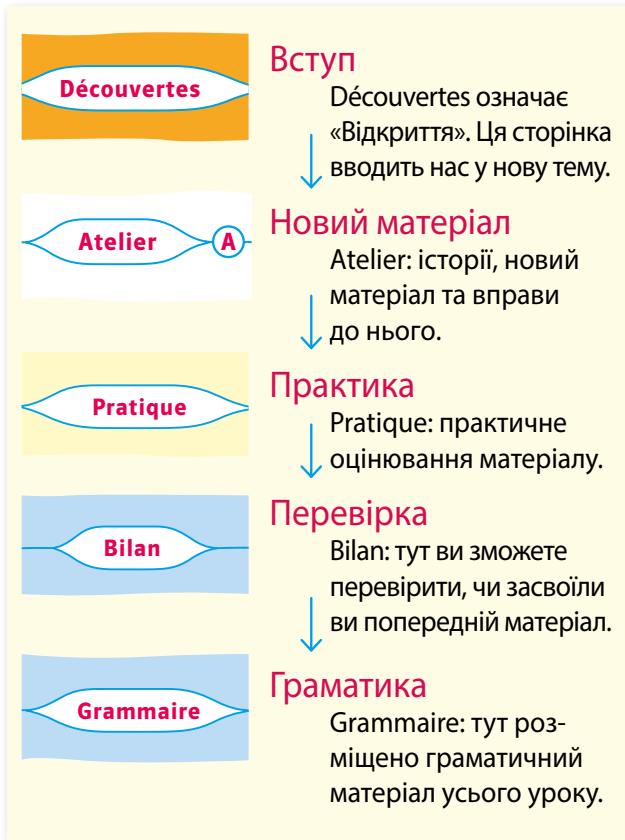 Découvertes
Вступ
Découvertes означає
«Відкриття». Ця сторінка
вводить нас у нову тему.
Atelier A
Новий матеріал
Atelier: історії, новий
матеріал та вправи
до нього.
Pratique
Практика
Pratique: практичне
оцінювання матеріалу.
Bilan
Перевірка
Bilan: тут ви зможете
перевірити, чи засвоїли
ви попередній матеріал.
Grammaire
Граматика
Grammaire: тут роз-
міщено граматичний
матеріал усього уроку.